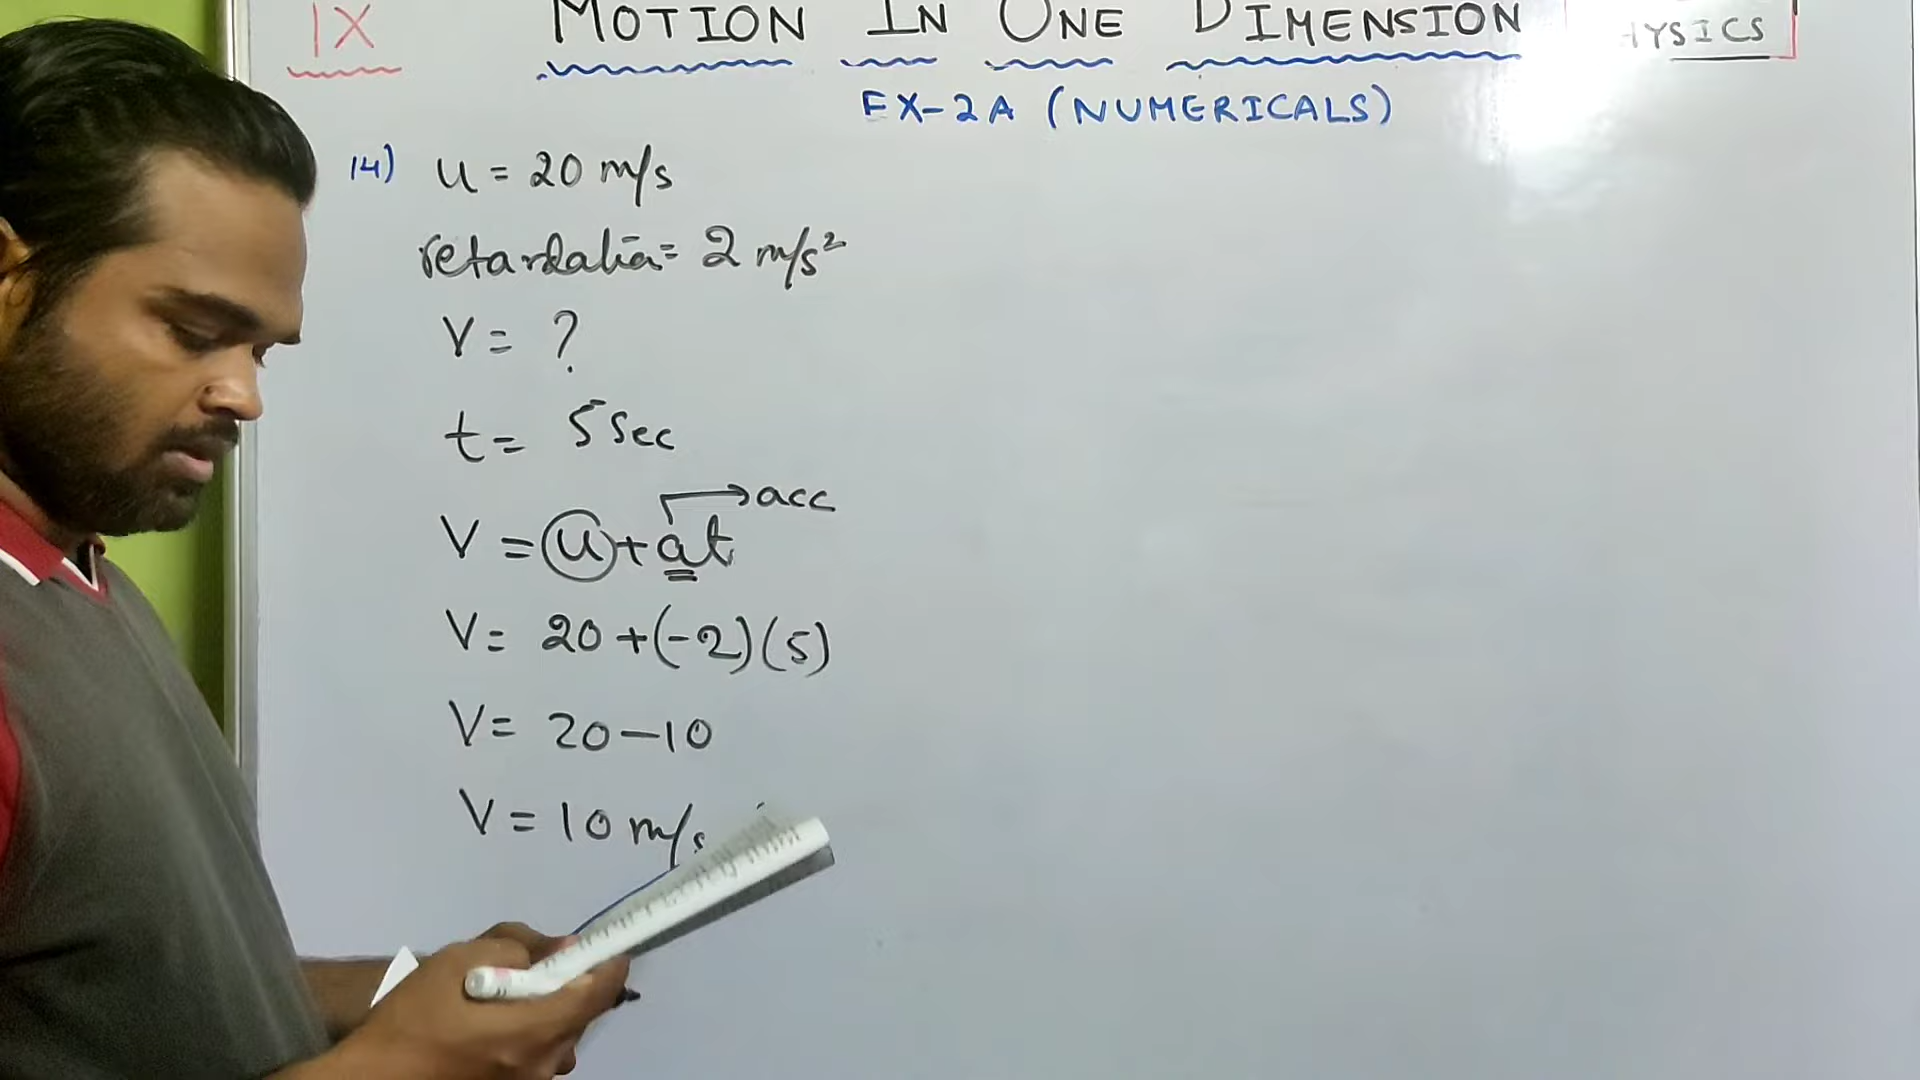 IX MOTION IN ONE DIMENSION
EX-2A (NUMERICALS)
14) u = 20 m/s
retardation = 2 m/s²
V = ?
t = 5 sec
→ acc
V = u + at
V = 20 + (-2)(5)
V = 20 - 10
V = 10 m/s